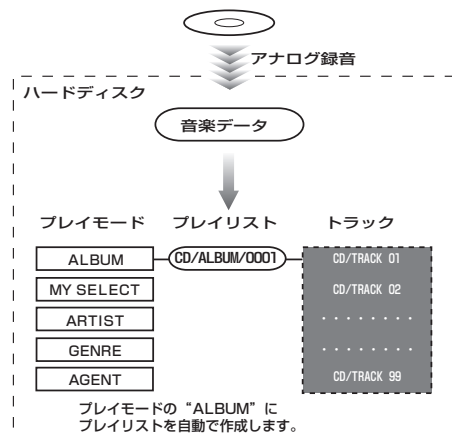 アナログ録音
ハードディスク
音楽データ
プレイモード プレイリスト トラック
ALBUM CD/ALBUM/0001 CD/TRACK 01
MY SELECT CD/TRACK 02
ARTIST ........
GENRE ........
AGENT CD/TRACK 99
プレイモードの“ALBUM”に
プレイリストを自動で作成します。